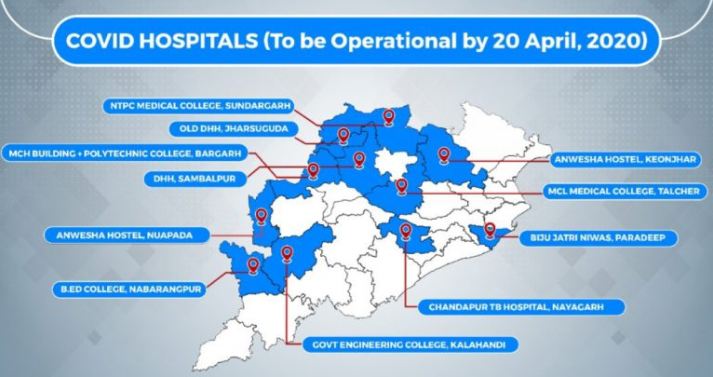 COVID HOSPITALS (To be Operational by 20 April, 2020)
NTPC MEDICAL COLLEGE, SUNDARGARH
OLD DHH, JHARSUGUDA
MCH BUILDING + POLYTECHNIC COLLEGE, BARGARH
DHH, SAMBALPUR
ANWESHA HOSTEL, KEONJHAR
MCL MEDICAL COLLEGE, TALCHER
ANWESHA HOSTEL, NUAPADA
BIJU JATRI NIWAS, PARADEEP
B.ED COLLEGE, NABARANGPUR
CHANDAPUR TB HOSPITAL, NAYAGARH
GOVT ENGINEERING COLLEGE, KALAHANDI